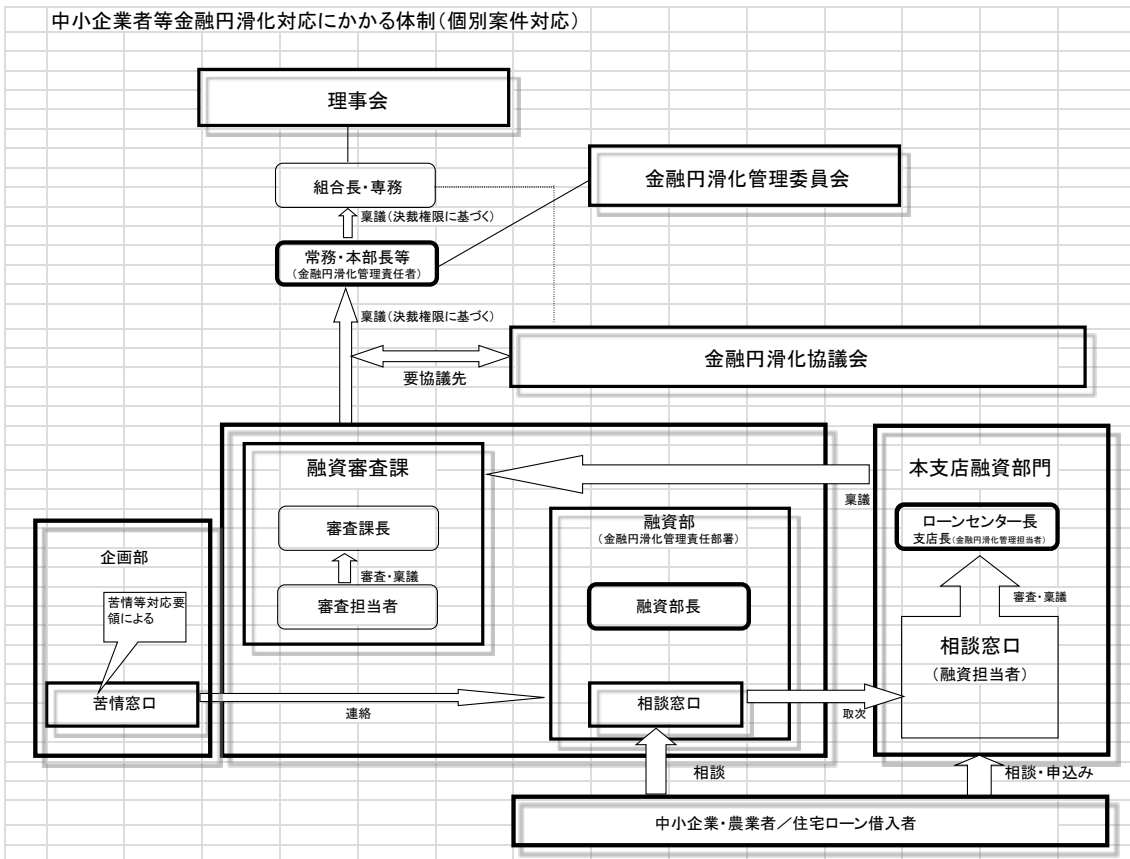 中小企業者等金融円滑化対応にかかる体制(個別案件対応)
理事会
組合長・専務
金融円滑化管理委員会
稟議(決裁権限に基づく)
常務・本部長等
(金融円滑化管理責任者)
稟議(決裁権限に基づく)
金融円滑化協議会
要協議先
融資審査課
本支店融資部門
稟議
審査課長
融資部
(金融円滑化管理責任部署)
ローンセンター長
支店長(金融円滑化管理担当者)
企画部
審査・稟議
苦情等対応要
領による
審査担当者
融資部長
審査・稟議
相談窓口
(融資担当者)
苦情窓口
連絡
相談窓口
取次
相談
相談・申込み
中小企業・農業者/住宅ローン借入者